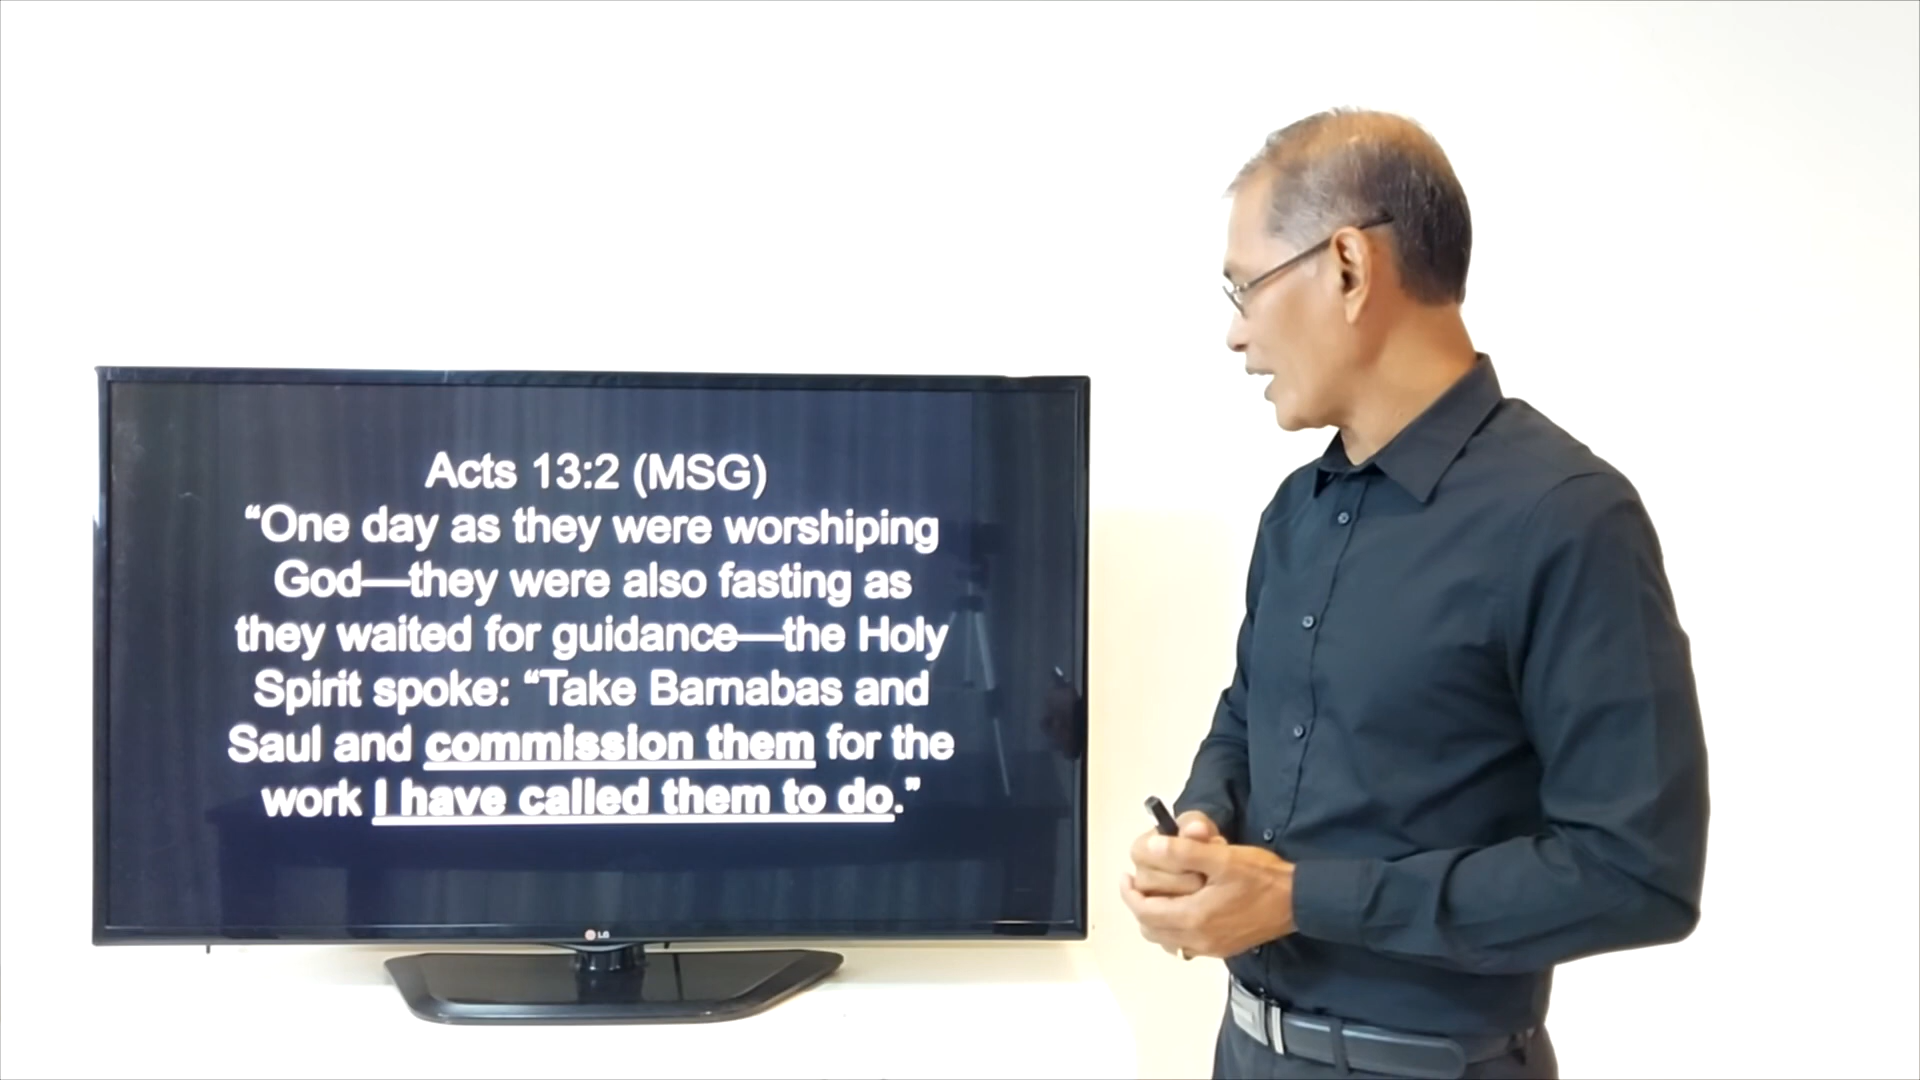 Acts 13:2 (MSG)
“One day as they were worshiping
God—they were also fasting as
they waited for guidance—the Holy
Spirit spoke: “Take Barnabas and
Saul and commission them for the
work I have called them to do.”
LG